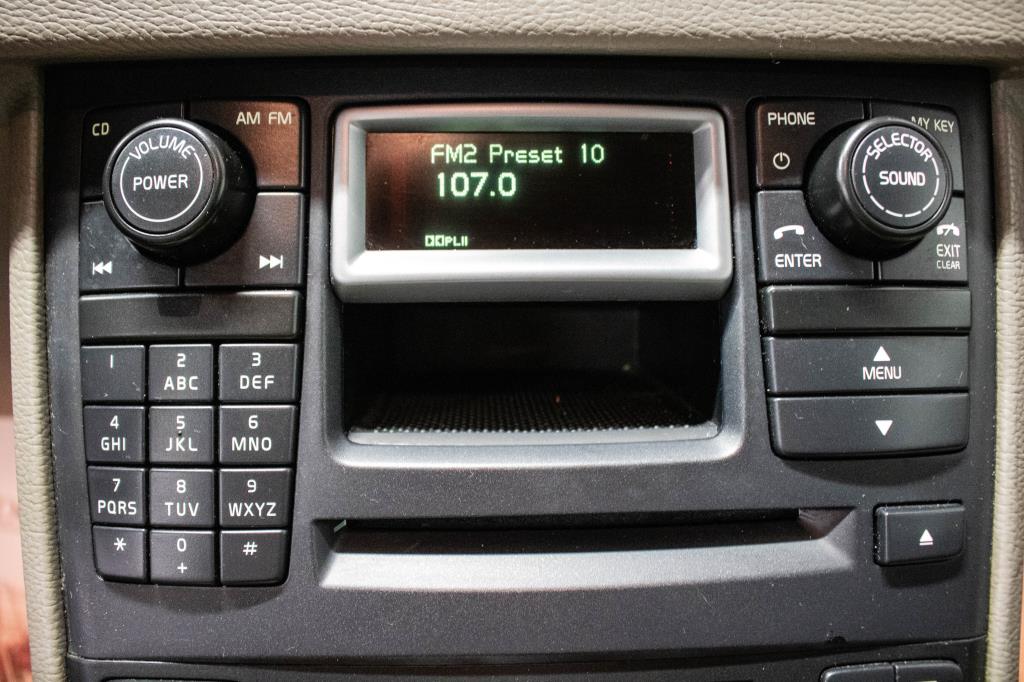 CD
AM FM
VOLUME
POWER
FM2 Preset 10
107.0
PLII
PHONE
MY KEY
SELECTOR
SOUND
ENTER
EXIT
CLEAR
MENU
1
2
ABC
3
DEF
4
GHI
5
JKL
6
MNO
7
PQRS
8
TUV
9
WXYZ
*
0
+
#